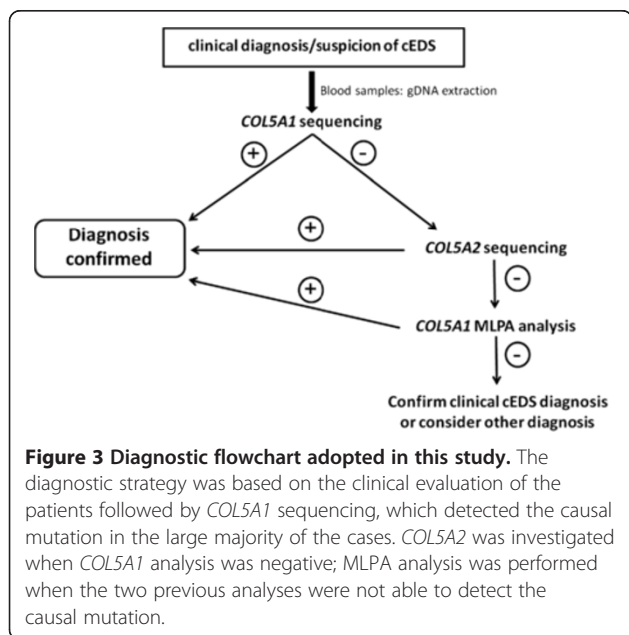 clinical diagnosis/suspicion of cEDS
Blood samples: gDNA extraction
COL5A1 sequencing
+
-
Diagnosis
confirmed
+
COL5A2 sequencing
-
+
COL5A1 MLPA analysis
-
Confirm clinical cEDS diagnosis
or consider other diagnosis
Figure 3 Diagnostic flowchart adopted in this study. The
diagnostic strategy was based on the clinical evaluation of the
patients followed by COL5A1 sequencing, which detected the causal
mutation in the large majority of the cases. COL5A2 was investigated
when COL5A1 analysis was negative; MLPA analysis was performed
when the two previous analyses were not able to detect the
causal mutation.